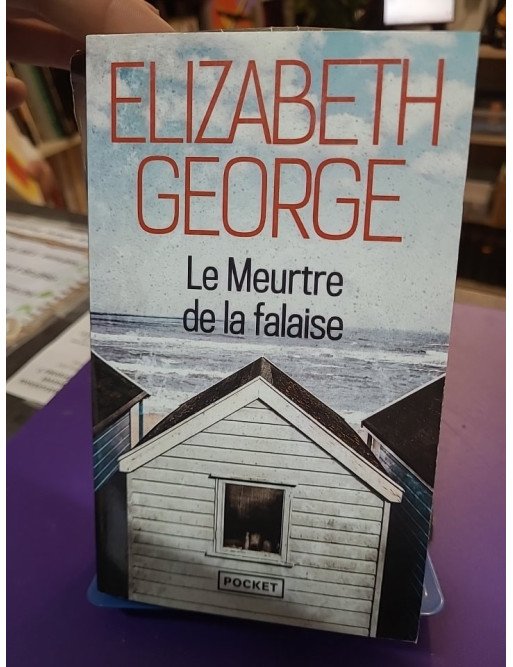 ELIZABETH
GEORGE
Le Meurtre
de la falaise
POCKET